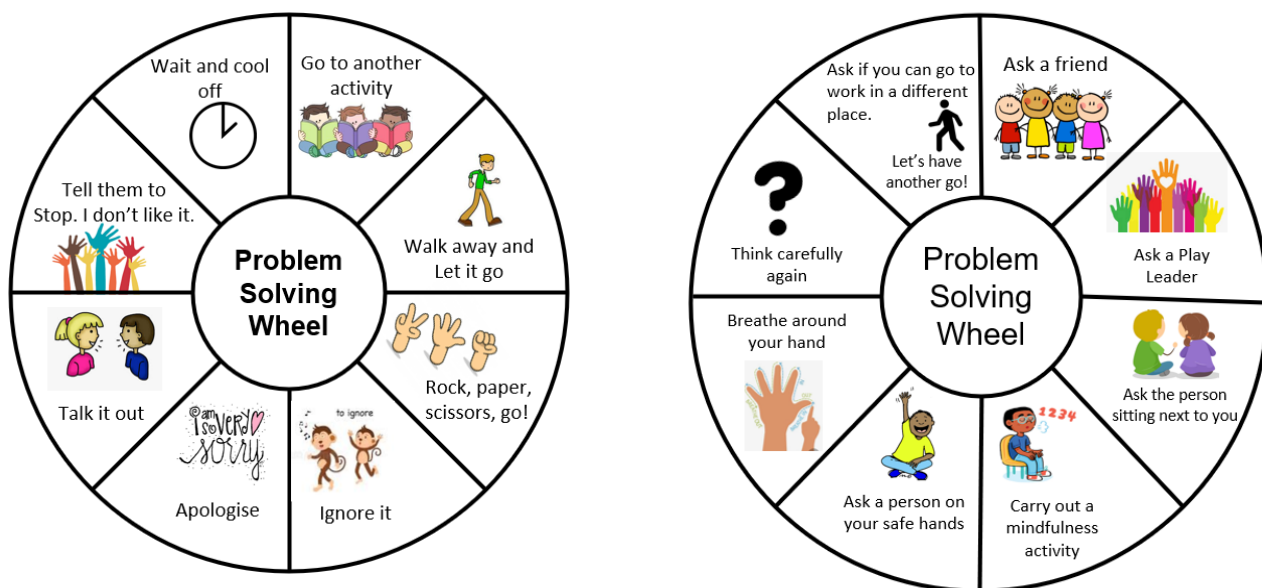 Wait and cool
off
Go to another
activity
Walk away and
Let it go
Rock, paper,
scissors, go!
to ignore
Ignore it
i am
so very
sorry
Apologise
Talk it out
Tell them to
Stop. I don't like it.
Problem
Solving
Wheel
Ask if you can go to
work in a different
place.
Let's have
another go!
Ask a friend
Ask a Play
Leader
Ask the person
sitting next to you
1234
Carry out a
mindfulness
activity
Ask a person on
your safe hands
Breathe around
your hand
?
Think carefully
again
Problem
Solving
Wheel